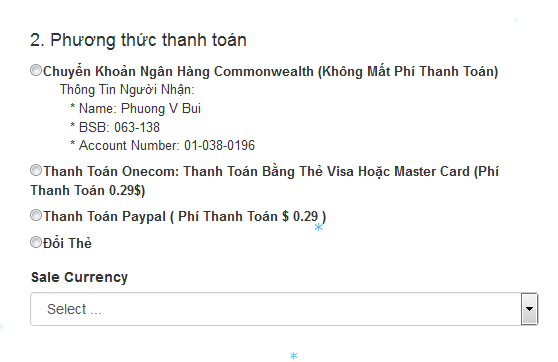 2. Phương thức thanh toán
Chuyển Khoản Ngân Hàng Commonwealth (Không Mất Phí Thanh Toán)
Thông Tin Người Nhận:
* Name: Phuong V Bui
* BSB: 063-138
* Account Number: 01-038-0196
Thanh Toán Onecom: Thanh Toán Bằng Thẻ Visa Hoặc Master Card (Phí
Thanh Toán 0.29$)
Thanh Toán Paypal ( Phí Thanh Toán $ 0.29 )
Đổi Thẻ
Sale Currency
Select ...